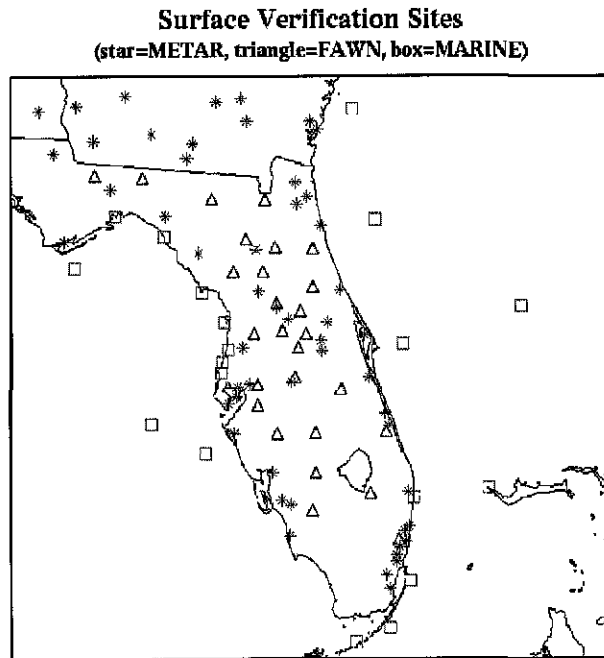 Surface Verification Sites
(star=METAR, triangle=FAWN, box=MARINE)